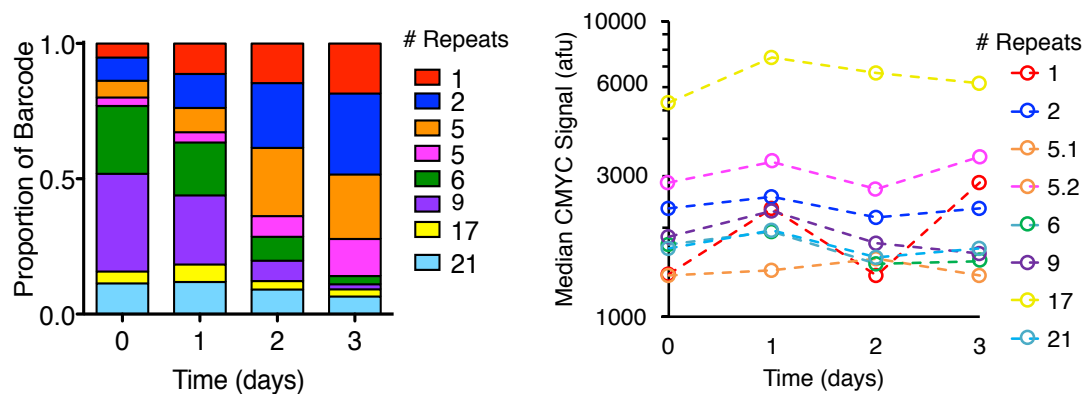 Proportion of Barcode
1.0
0.5
0.0
0 1 2 3
Time (days)
# Repeats
1
2
5
5
6
9
17
21
Median CMYC Signal (afu)
10000
6000
3000
1000
0 1 2 3
Time (days)
# Repeats
1
2
5.1
5.2
6
9
17
21